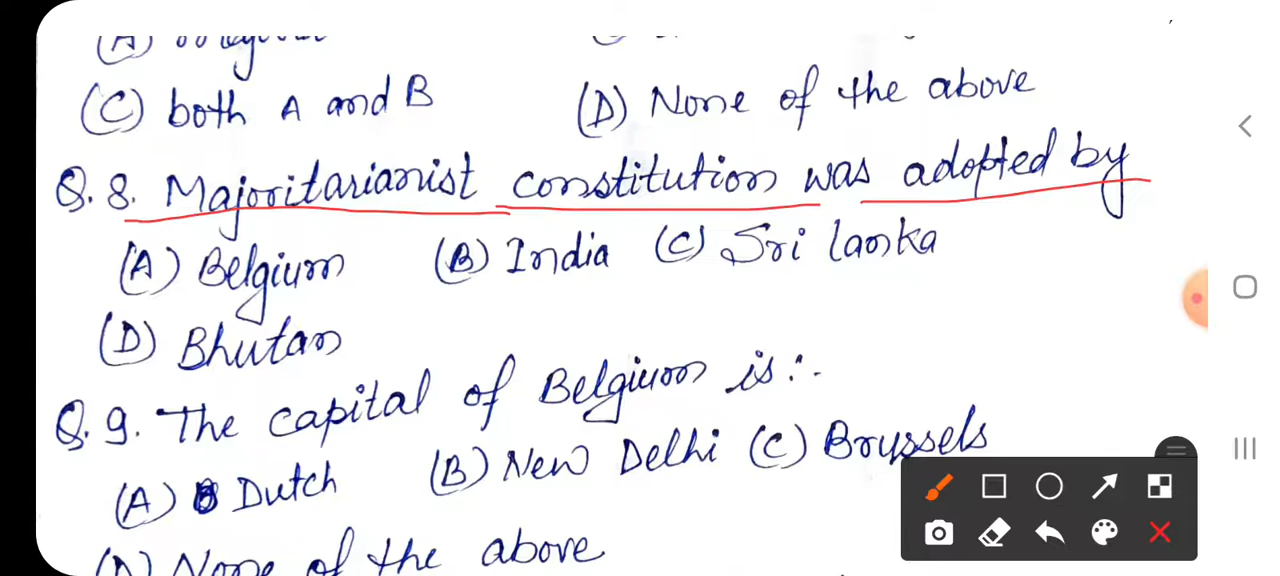 (C) both A and B (D) None of the above
Q.8. Majoritarianist constitution was adopted by
(A) Belgium (B) India (C) Sri lanka
(D) Bhutan
Q.9. The capital of Belgium is :-
(A) Dutch (B) New Delhi (C) Bryssels
(D) None of the above